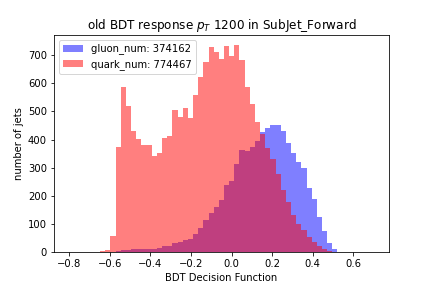 old BDT response p_T 1200 in SubJet_Forward
gluon_num: 374162
quark_num: 774467
number of jets
700
600
500
400
300
200
100
0
−0.8 −0.6 −0.4 −0.2 0.0 0.2 0.4 0.6
BDT Decision Function